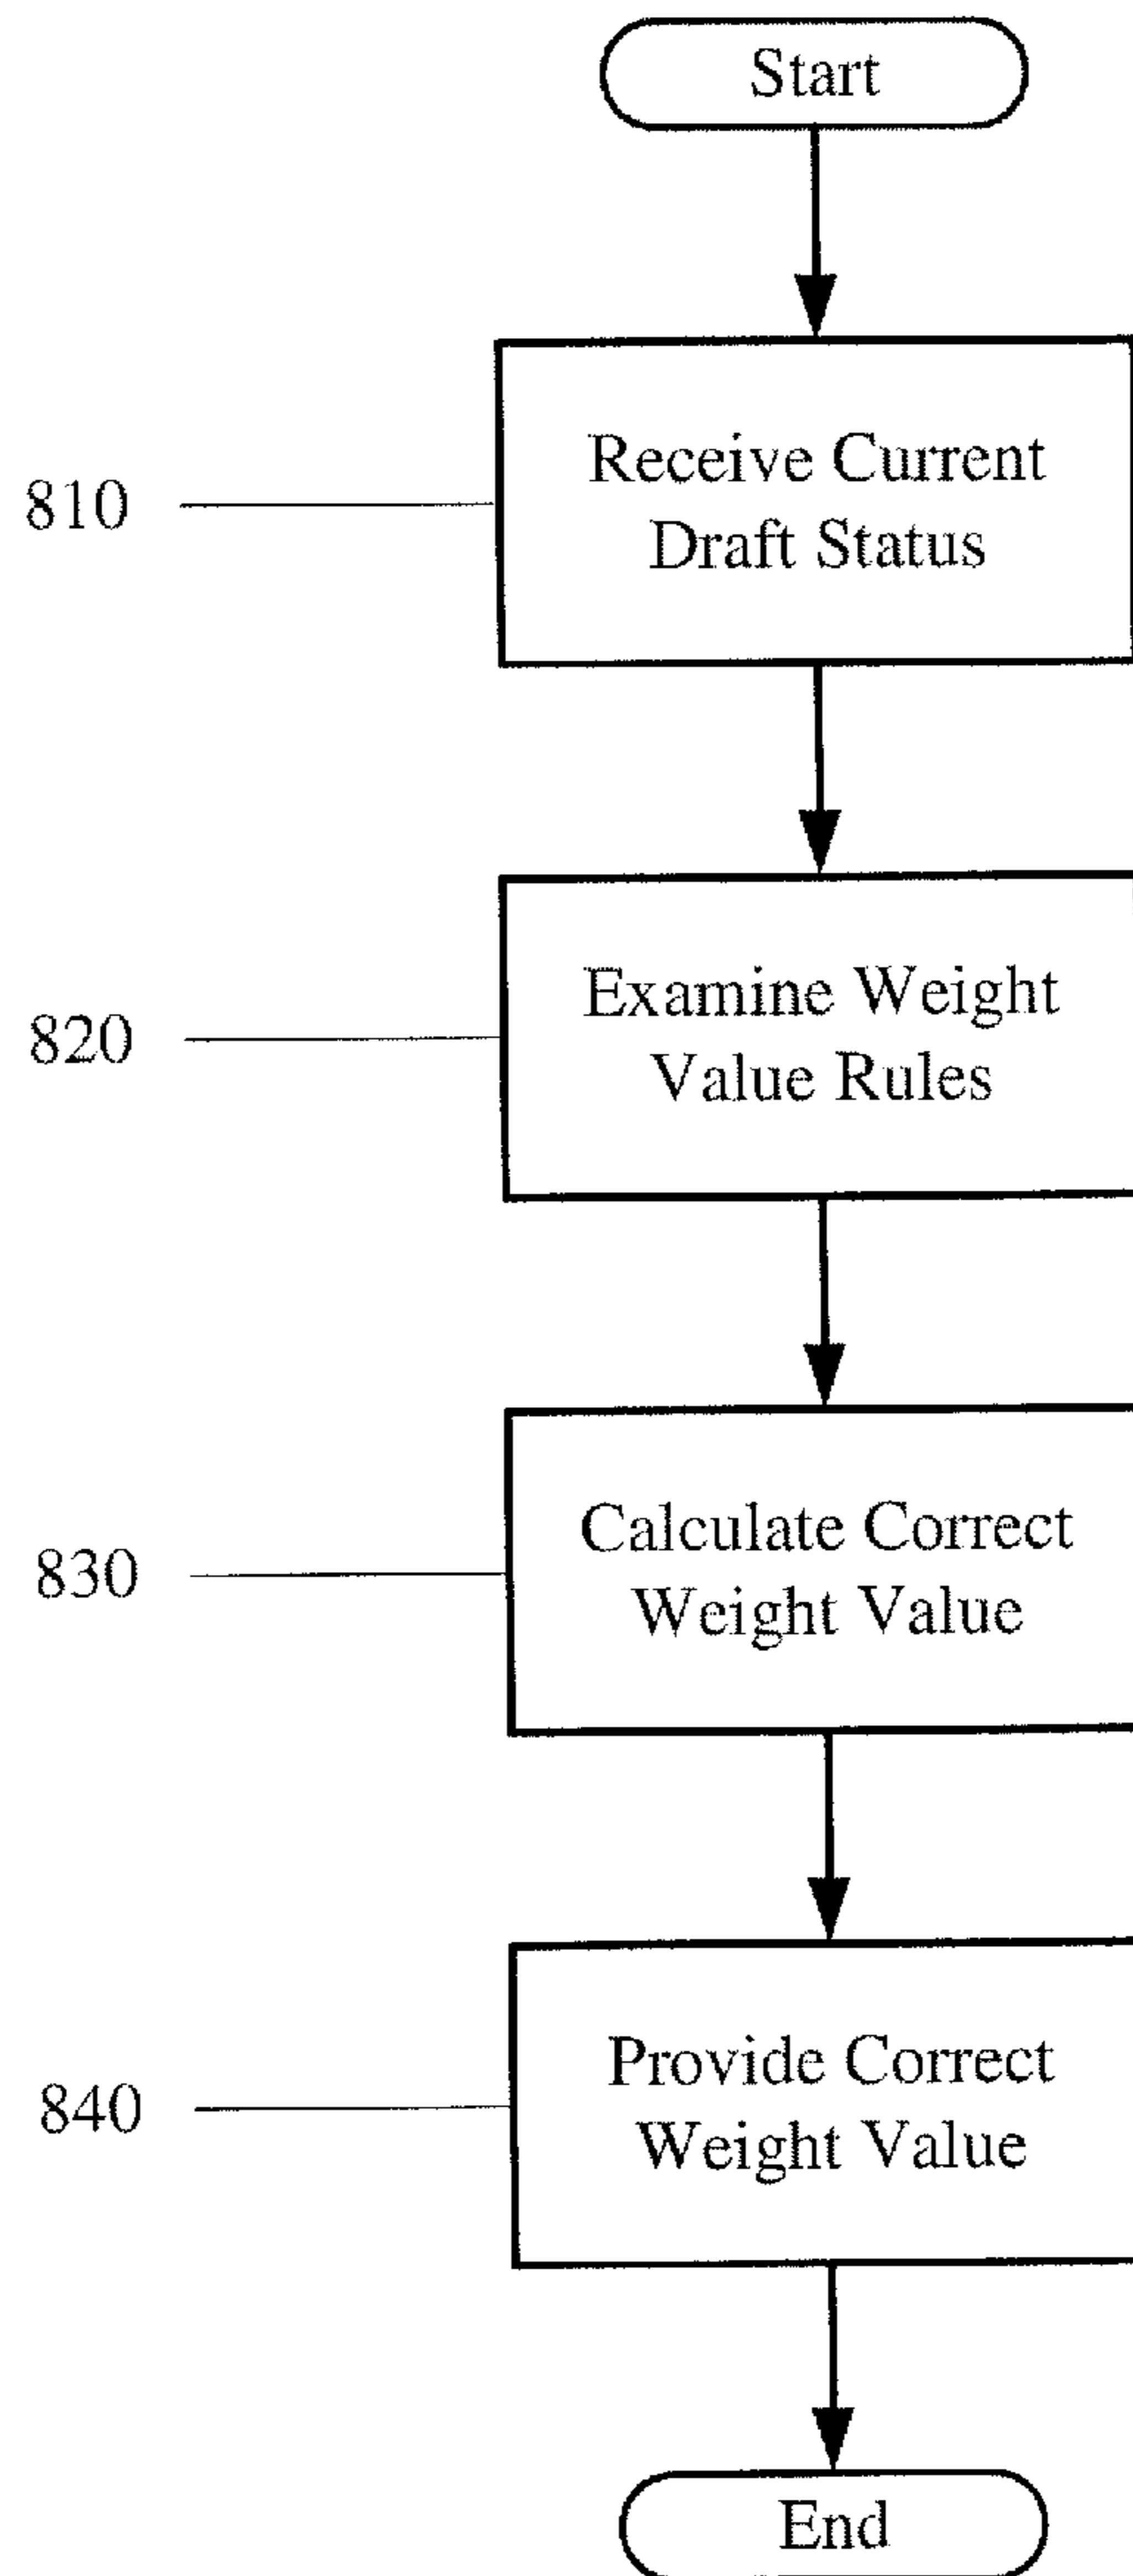 Start
810
Receive Current
Draft Status
820
Examine Weight
Value Rules
830
Calculate Correct
Weight Value
840
Provide Correct
Weight Value
End